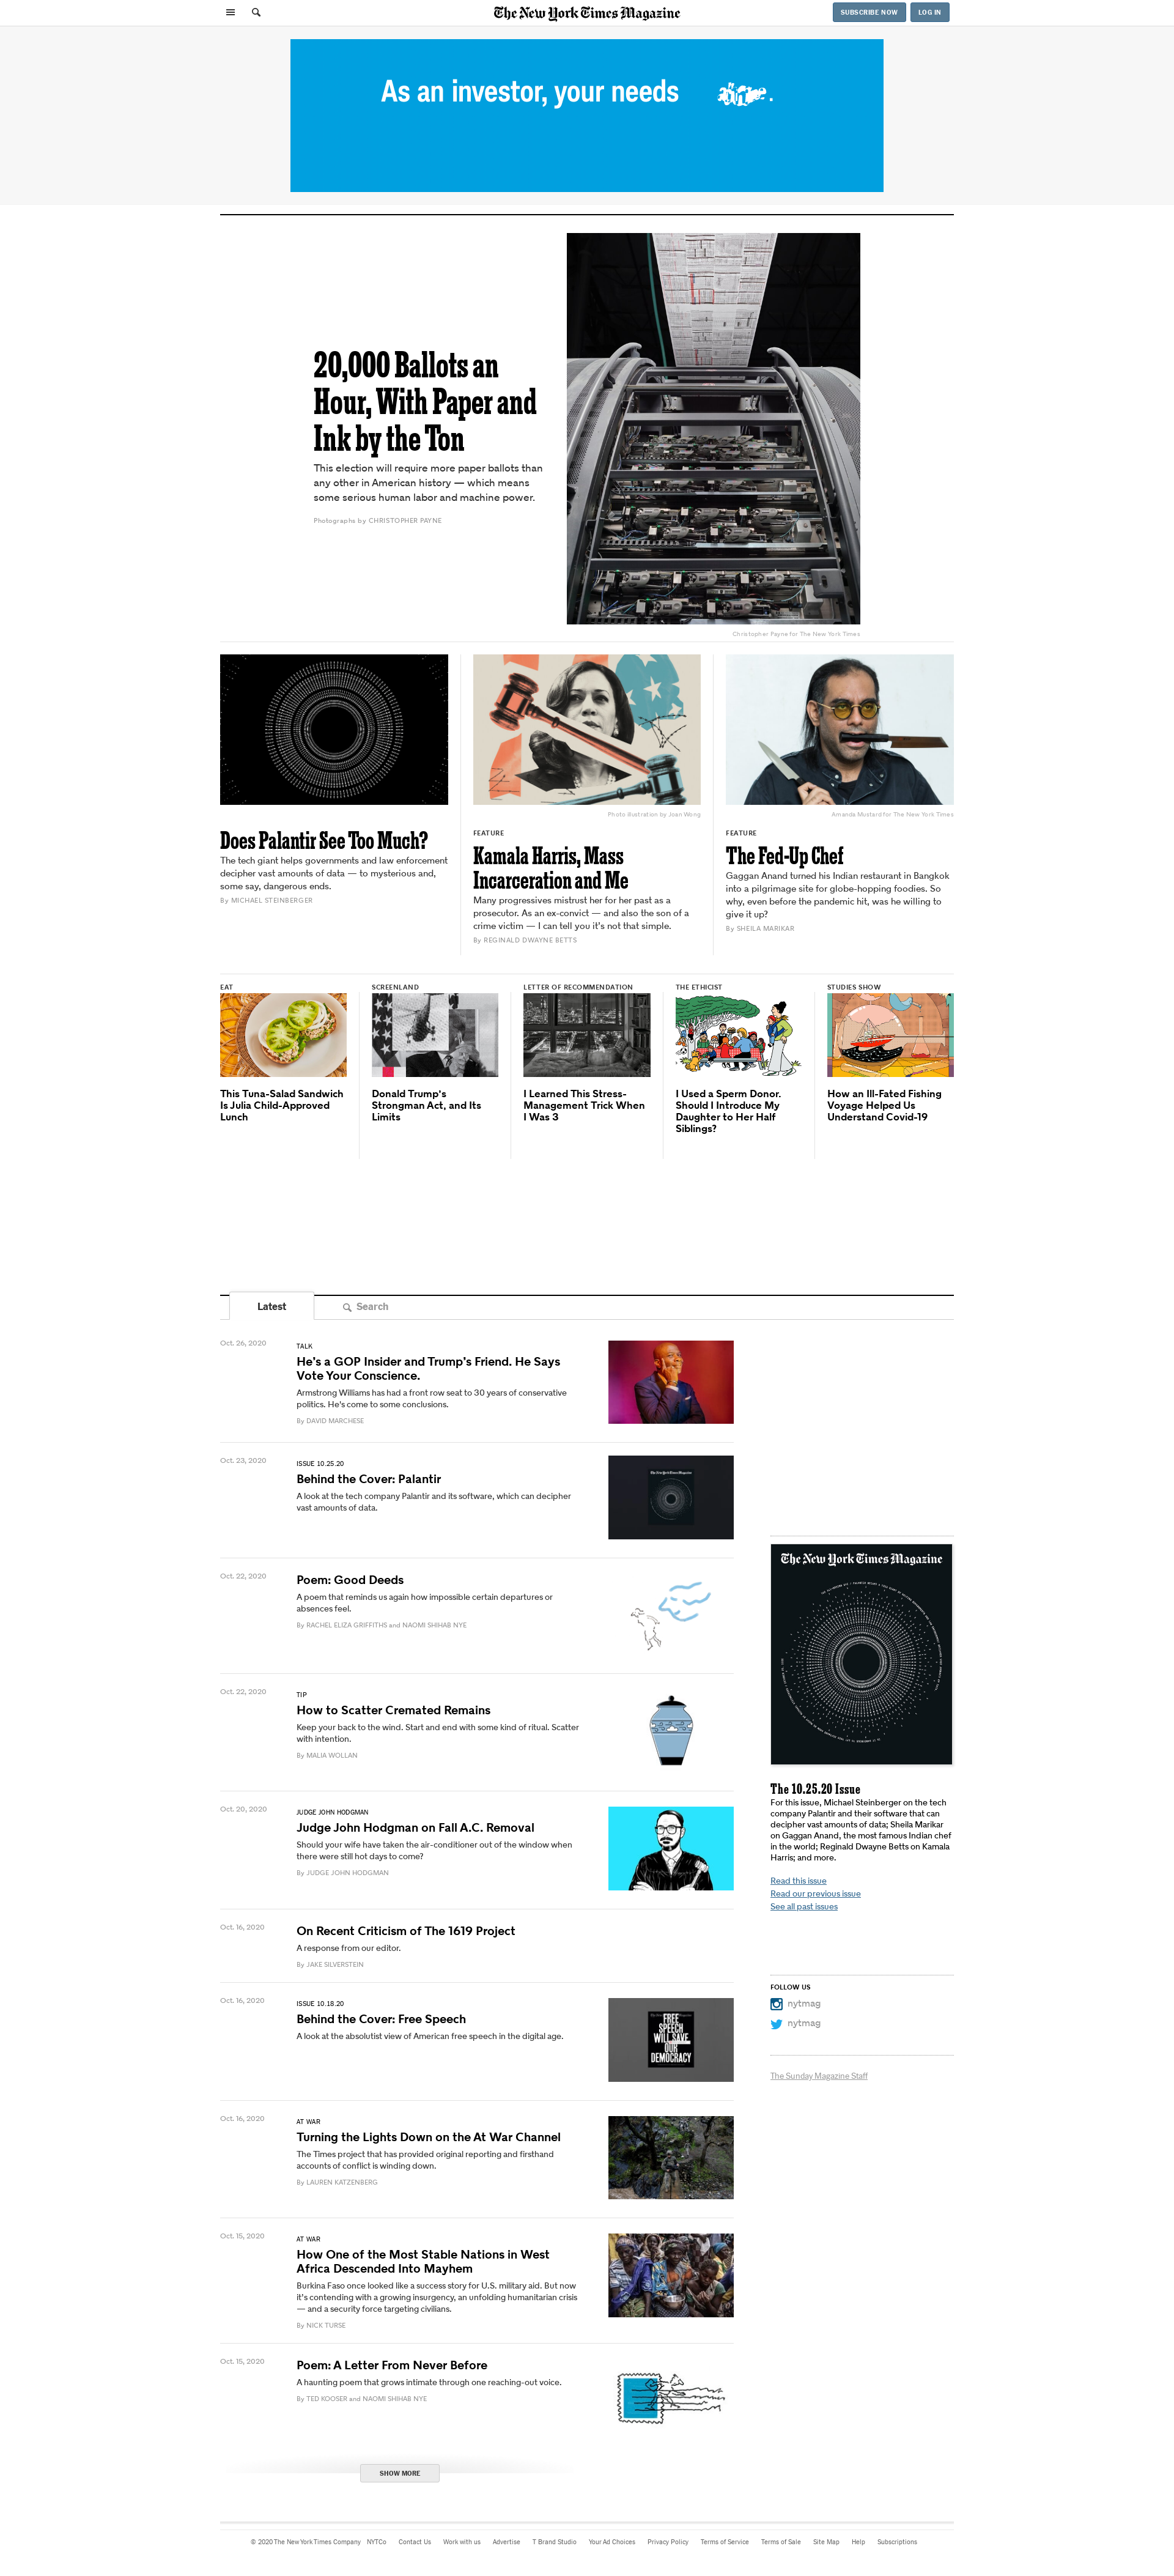 The New York Times Magazine
SUBSCRIBE NOW
LOG IN
As an investor, your needs
20,000 Ballots an
Hour, With Paper and
Ink by the Ton
This election will require more paper ballots than
any other in American history — which means
some serious human labor and machine power.
Photographs by CHRISTOPHER PAYNE
Christopher Payne for The New York Times
Does Palantir See Too Much?
The tech giant helps governments and law enforcement
decipher vast amounts of data — to mysterious and,
some say, dangerous ends.
By MICHAEL STEINBERGER
Photo illustration by Joan Wong
FEATURE
Kamala Harris, Mass
Incarceration and Me
Many progressives mistrust her for her past as a
prosecutor. As an ex-convict — and also the son of a
crime victim — I can tell you it's not that simple.
By REGINALD DWAYNE BETTS
Amanda Mustard for The New York Times
FEATURE
The Fed-Up Chef
Gaggan Anand turned his Indian restaurant in Bangkok
into a pilgrimage site for globe-hopping foodies. So
why, even before the pandemic hit, was he willing to
give it up?
By SHEILA MARIKAR
EAT
This Tuna-Salad Sandwich
Is Julia Child-Approved
Lunch
SCREENLAND
Donald Trump's
Strongman Act, and Its
Limits
LETTER OF RECOMMENDATION
I Learned This Stress-
Management Trick When
I Was 3
THE ETHICIST
I Used a Sperm Donor.
Should I Introduce My
Daughter to Her Half
Siblings?
STUDIES SHOW
How an Ill-Fated Fishing
Voyage Helped Us
Understand Covid-19
Latest
Search
Oct. 26, 2020
TALK
He's a GOP Insider and Trump's Friend. He Says
Vote Your Conscience.
Armstrong Williams has had a front row seat to 30 years of conservative
politics. He's come to some conclusions.
By DAVID MARCHESE
Oct. 23, 2020
ISSUE 10.25.20
Behind the Cover: Palantir
A look at the tech company Palantir and its software, which can decipher
vast amounts of data.
The New York Times Magazine
Oct. 22, 2020
Poem: Good Deeds
A poem that reminds us again how impossible certain departures or
absences feel.
By RACHEL ELIZA GRIFFITHS and NAOMI SHIHAB NYE
Oct. 22, 2020
TIP
How to Scatter Cremated Remains
Keep your back to the wind. Start and end with some kind of ritual. Scatter
with intention.
By MALIA WOLLAN
Oct. 20, 2020
JUDGE JOHN HODGMAN
Judge John Hodgman on Fall A.C. Removal
Should your wife have taken the air-conditioner out of the window when
there were still hot days to come?
By JUDGE JOHN HODGMAN
Oct. 16, 2020
On Recent Criticism of The 1619 Project
A response from our editor.
By JAKE SILVERSTEIN
Oct. 16, 2020
ISSUE 10.18.20
Behind the Cover: Free Speech
A look at the absolutist view of American free speech in the digital age.
FREE
SPEECH
WILL SAVE
OUR
DEMOCRACY
Oct. 16, 2020
AT WAR
Turning the Lights Down on the At War Channel
The Times project that has provided original reporting and firsthand
accounts of conflict is winding down.
By LAUREN KATZENBERG
Oct. 15, 2020
AT WAR
How One of the Most Stable Nations in West
Africa Descended Into Mayhem
Burkina Faso once looked like a success story for U.S. military aid. But now
it's contending with a growing insurgency, an unfolding humanitarian crisis
— and a security force targeting civilians.
By NICK TURSE
Oct. 15, 2020
Poem: A Letter From Never Before
A haunting poem that grows intimate through one reaching-out voice.
By TED KOOSER and NAOMI SHIHAB NYE
SHOW MORE
The New York Times Magazine
The 10.25.20 Issue
For this issue, Michael Steinberger on the tech
company Palantir and their software that can
decipher vast amounts of data; Sheila Marikar
on Gaggan Anand, the most famous Indian chef
in the world; Reginald Dwayne Betts on Kamala
Harris; and more.
Read this issue
Read our previous issue
See all past issues
FOLLOW US
nytmag
nytmag
The Sunday Magazine Staff
© 2020 The New York Times Company NYTCo Contact Us Work with us Advertise T Brand Studio Your Ad Choices Privacy Policy Terms of Service Terms of Sale Site Map Help Subscriptions